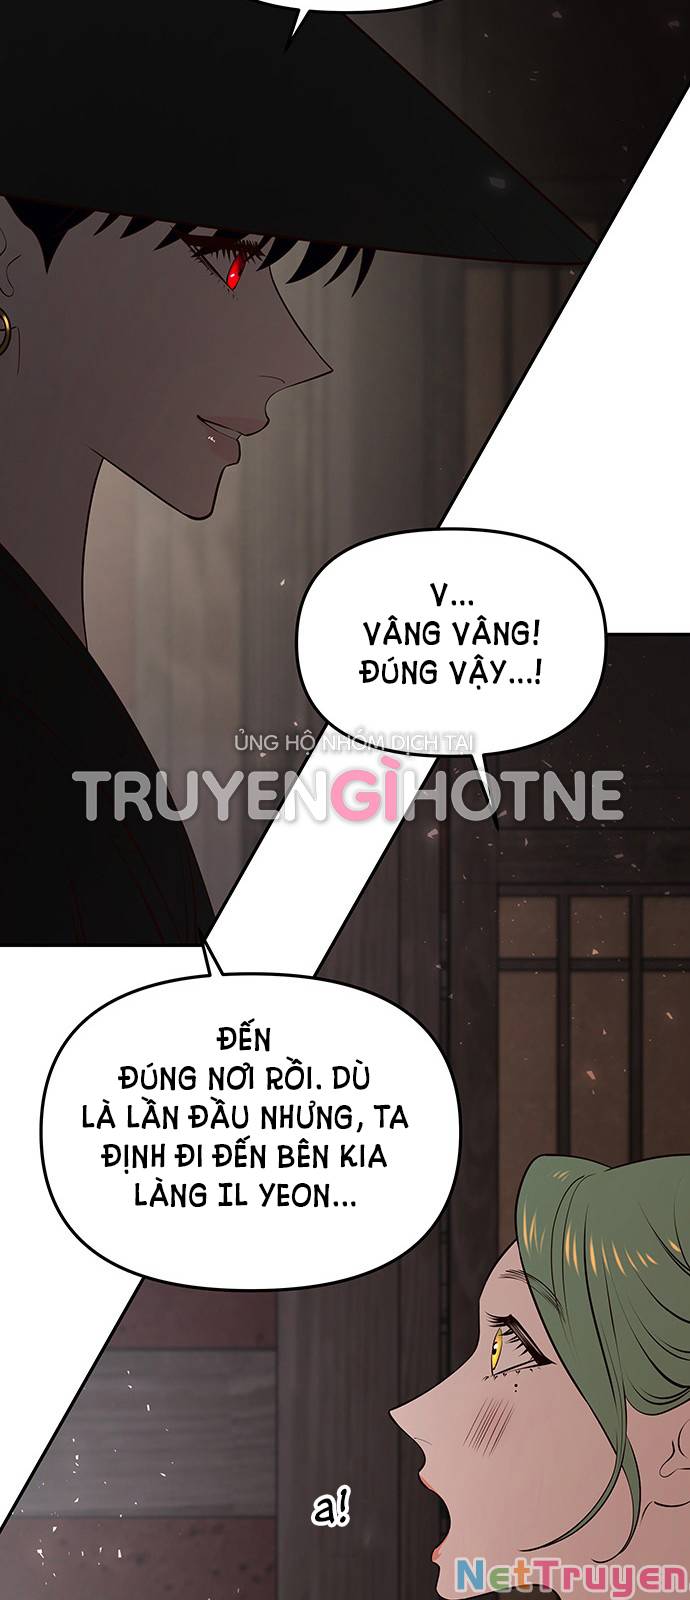 V...
VÂNG VÂNG!
ĐÚNG VẬY...!
ỦNG HỘ NHÓM DỊCH TẠI
TRUYENGÌHOTNE
ĐẾN
ĐÚNG NƠI RỒI. DÙ
LÀ LẦN ĐẦU NHƯNG, TA
ĐỊNH ĐI ĐẾN BÊN KIA
LÀNG IL YEON...
a!
NetTruyen